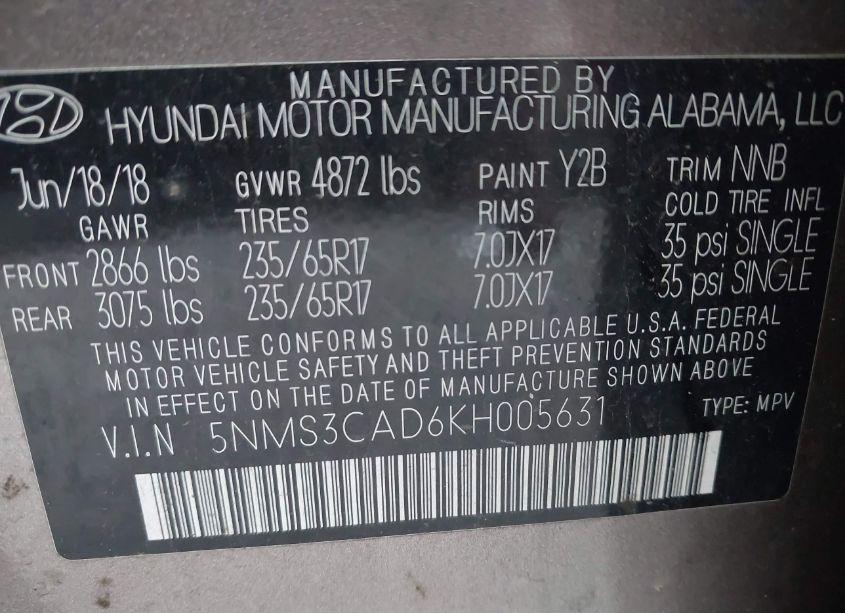 MANUFACTURED BY
HYUNDAI MOTOR MANUFACTURING ALABAMA, LLC
Jun/18/18 GVWR 4872 lbs PAINT Y2B TRIM NNB
GAWR TIRES RIMS COLD TIRE INFL
FRONT 2866 lbs 235/65R17 7.0JX17 35 psi SINGLE
REAR 3075 lbs 235/65R17 7.0JX17 35 psi SINGLE
THIS VEHICLE CONFORMS TO ALL APPLICABLE U.S.A. FEDERAL
MOTOR VEHICLE SAFETY AND THEFT PREVENTION STANDARDS
IN EFFECT ON THE DATE OF MANUFACTURE SHOWN ABOVE
V.I.N 5NMS3CAD6KH005631 TYPE: MPV